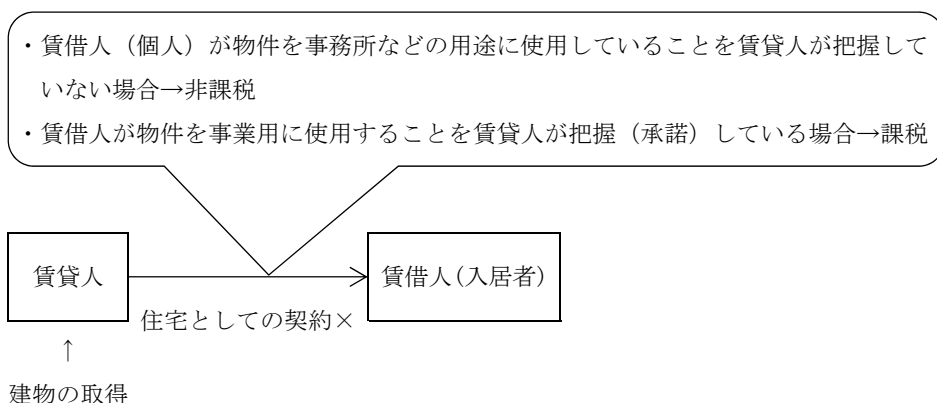 ・賃借人（個人）が物件を事務所などの用途に使用していることを賃貸人が把握して
いない場合→非課税
・賃借人が物件を事業用に使用することを賃貸人が把握（承諾）している場合→課税
賃貸人
賃借人(入居者)
住宅としての契約×
↑
建物の取得